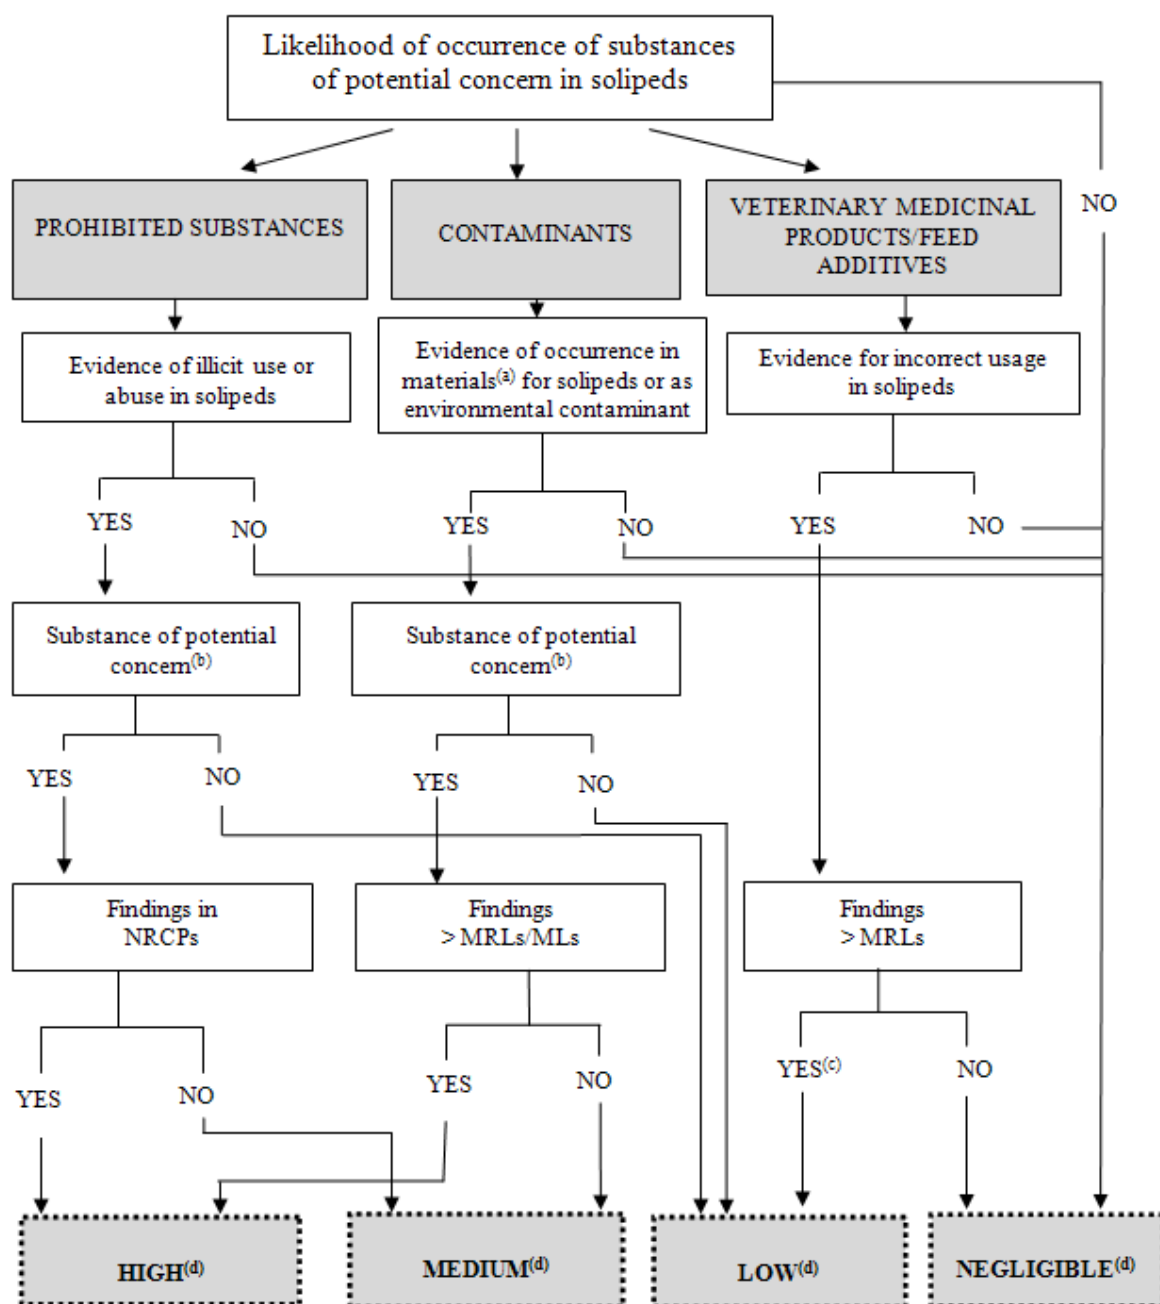 Likelihood of occurrence of substances
of potential concern in solipeds
NO
PROHIBITED SUBSTANCES
CONTAMINANTS
VETERINARY MEDICINAL
PRODUCTS/FEED
ADDITIVES
Evidence of illicit use or
abuse in solipeds
Evidence of occurrence in
materials(a) for solipeds or as
environmental contaminant
Evidence for incorrect usage
in solipeds
YES
NO
YES
NO
YES
NO
Substance of potential
concern(b)
Substance of potential
concern(b)
YES
NO
YES
NO
Findings in
NRCPs
Findings
> MRLs/MLs
Findings
> MRLs
YES
NO
YES
NO
YES(c)
NO
HIGH(d)
MEDIUM(d)
LOW(d)
NEGLIGIBLE(d)